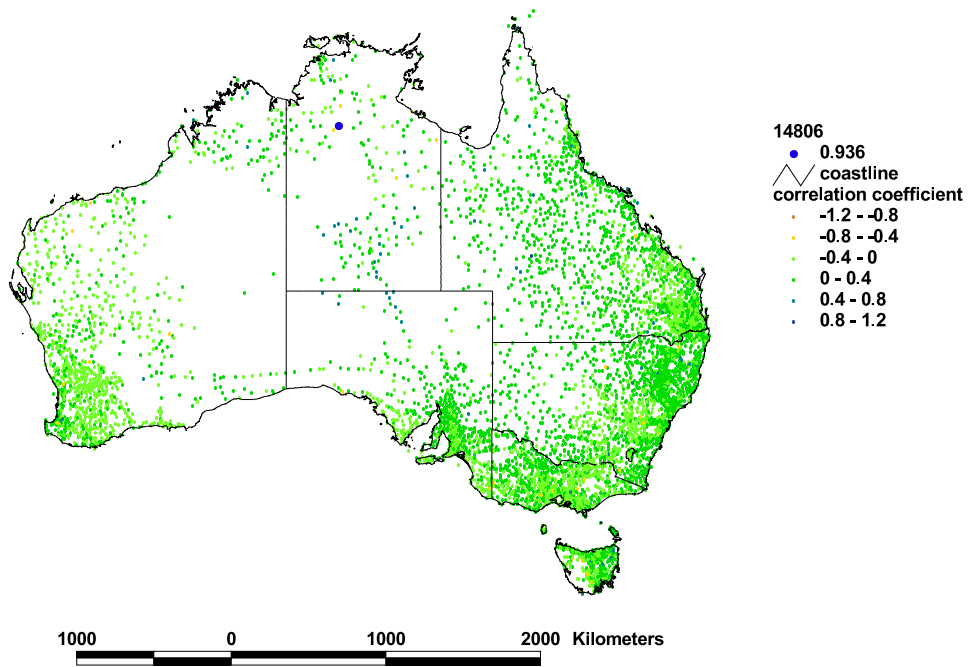 14806
0.936
coastline
correlation coefficient
-1.2 - -0.8
-0.8 - -0.4
-0.4 - 0
0 - 0.4
0.4 - 0.8
0.8 - 1.2
1000 0 1000 2000 Kilometers